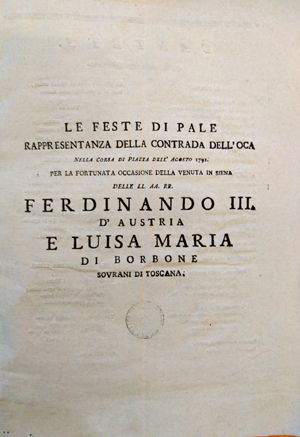 LE FESTE DI PALE
RAPPRESENTANZA DELLA CONTRADA DELL'OCA
NELLA CORSA DI PIAZZA DELL' AGOSTO 1791.
PER LA FORTUNATA OCCASIONE DELLA VENUTA IN SIENA
DELLE LL. AA. RR.
FERDINANDO III.
D' AUSTRIA
E LUISA MARIA
DI BORBONE
SOVRANI DI TOSCANA.